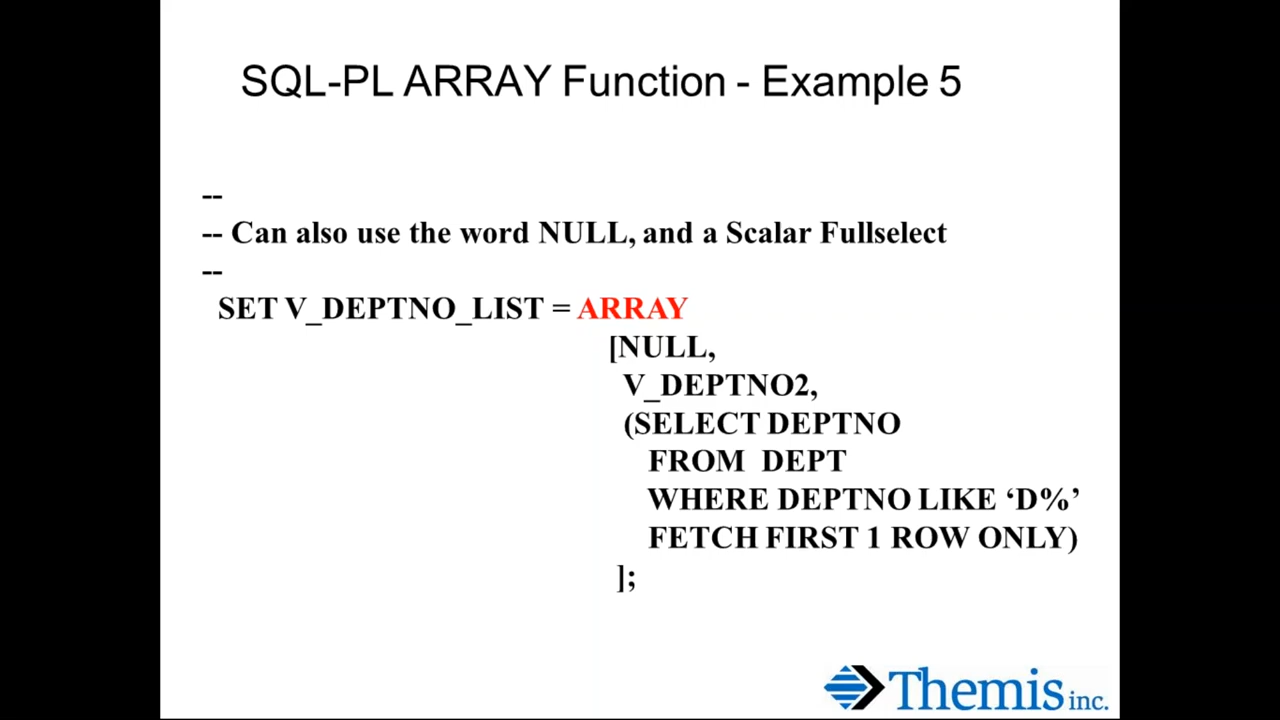 SQL-PL ARRAY Function - Example 5
--
-- Can also use the word NULL, and a Scalar Fullselect
--
SET V_DEPTNO_LIST = ARRAY
[NULL,
V_DEPTNO2,
(SELECT DEPTNO
FROM DEPT
WHERE DEPTNO LIKE ‘D%’
FETCH FIRST 1 ROW ONLY)
];
Themis inc.